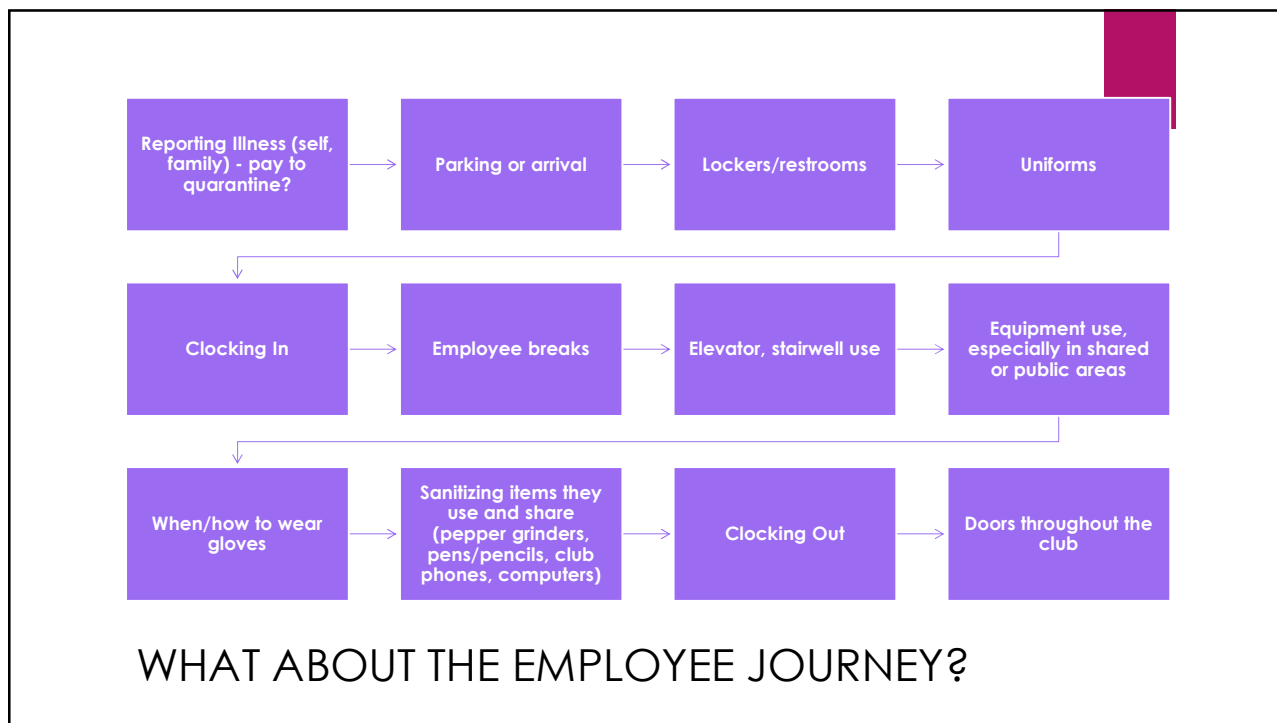 Reporting Illness (self,
family) - pay to
quarantine?
Parking or arrival
Lockers/restrooms
Uniforms
Clocking In
Employee breaks
Elevator, stairwell use
Equipment use,
especially in shared
or public areas
When/how to wear
gloves
Sanitizing items they
use and share
(pepper grinders,
pens/pencils, club
phones, computers)
Clocking Out
Doors throughout the
club
WHAT ABOUT THE EMPLOYEE JOURNEY?